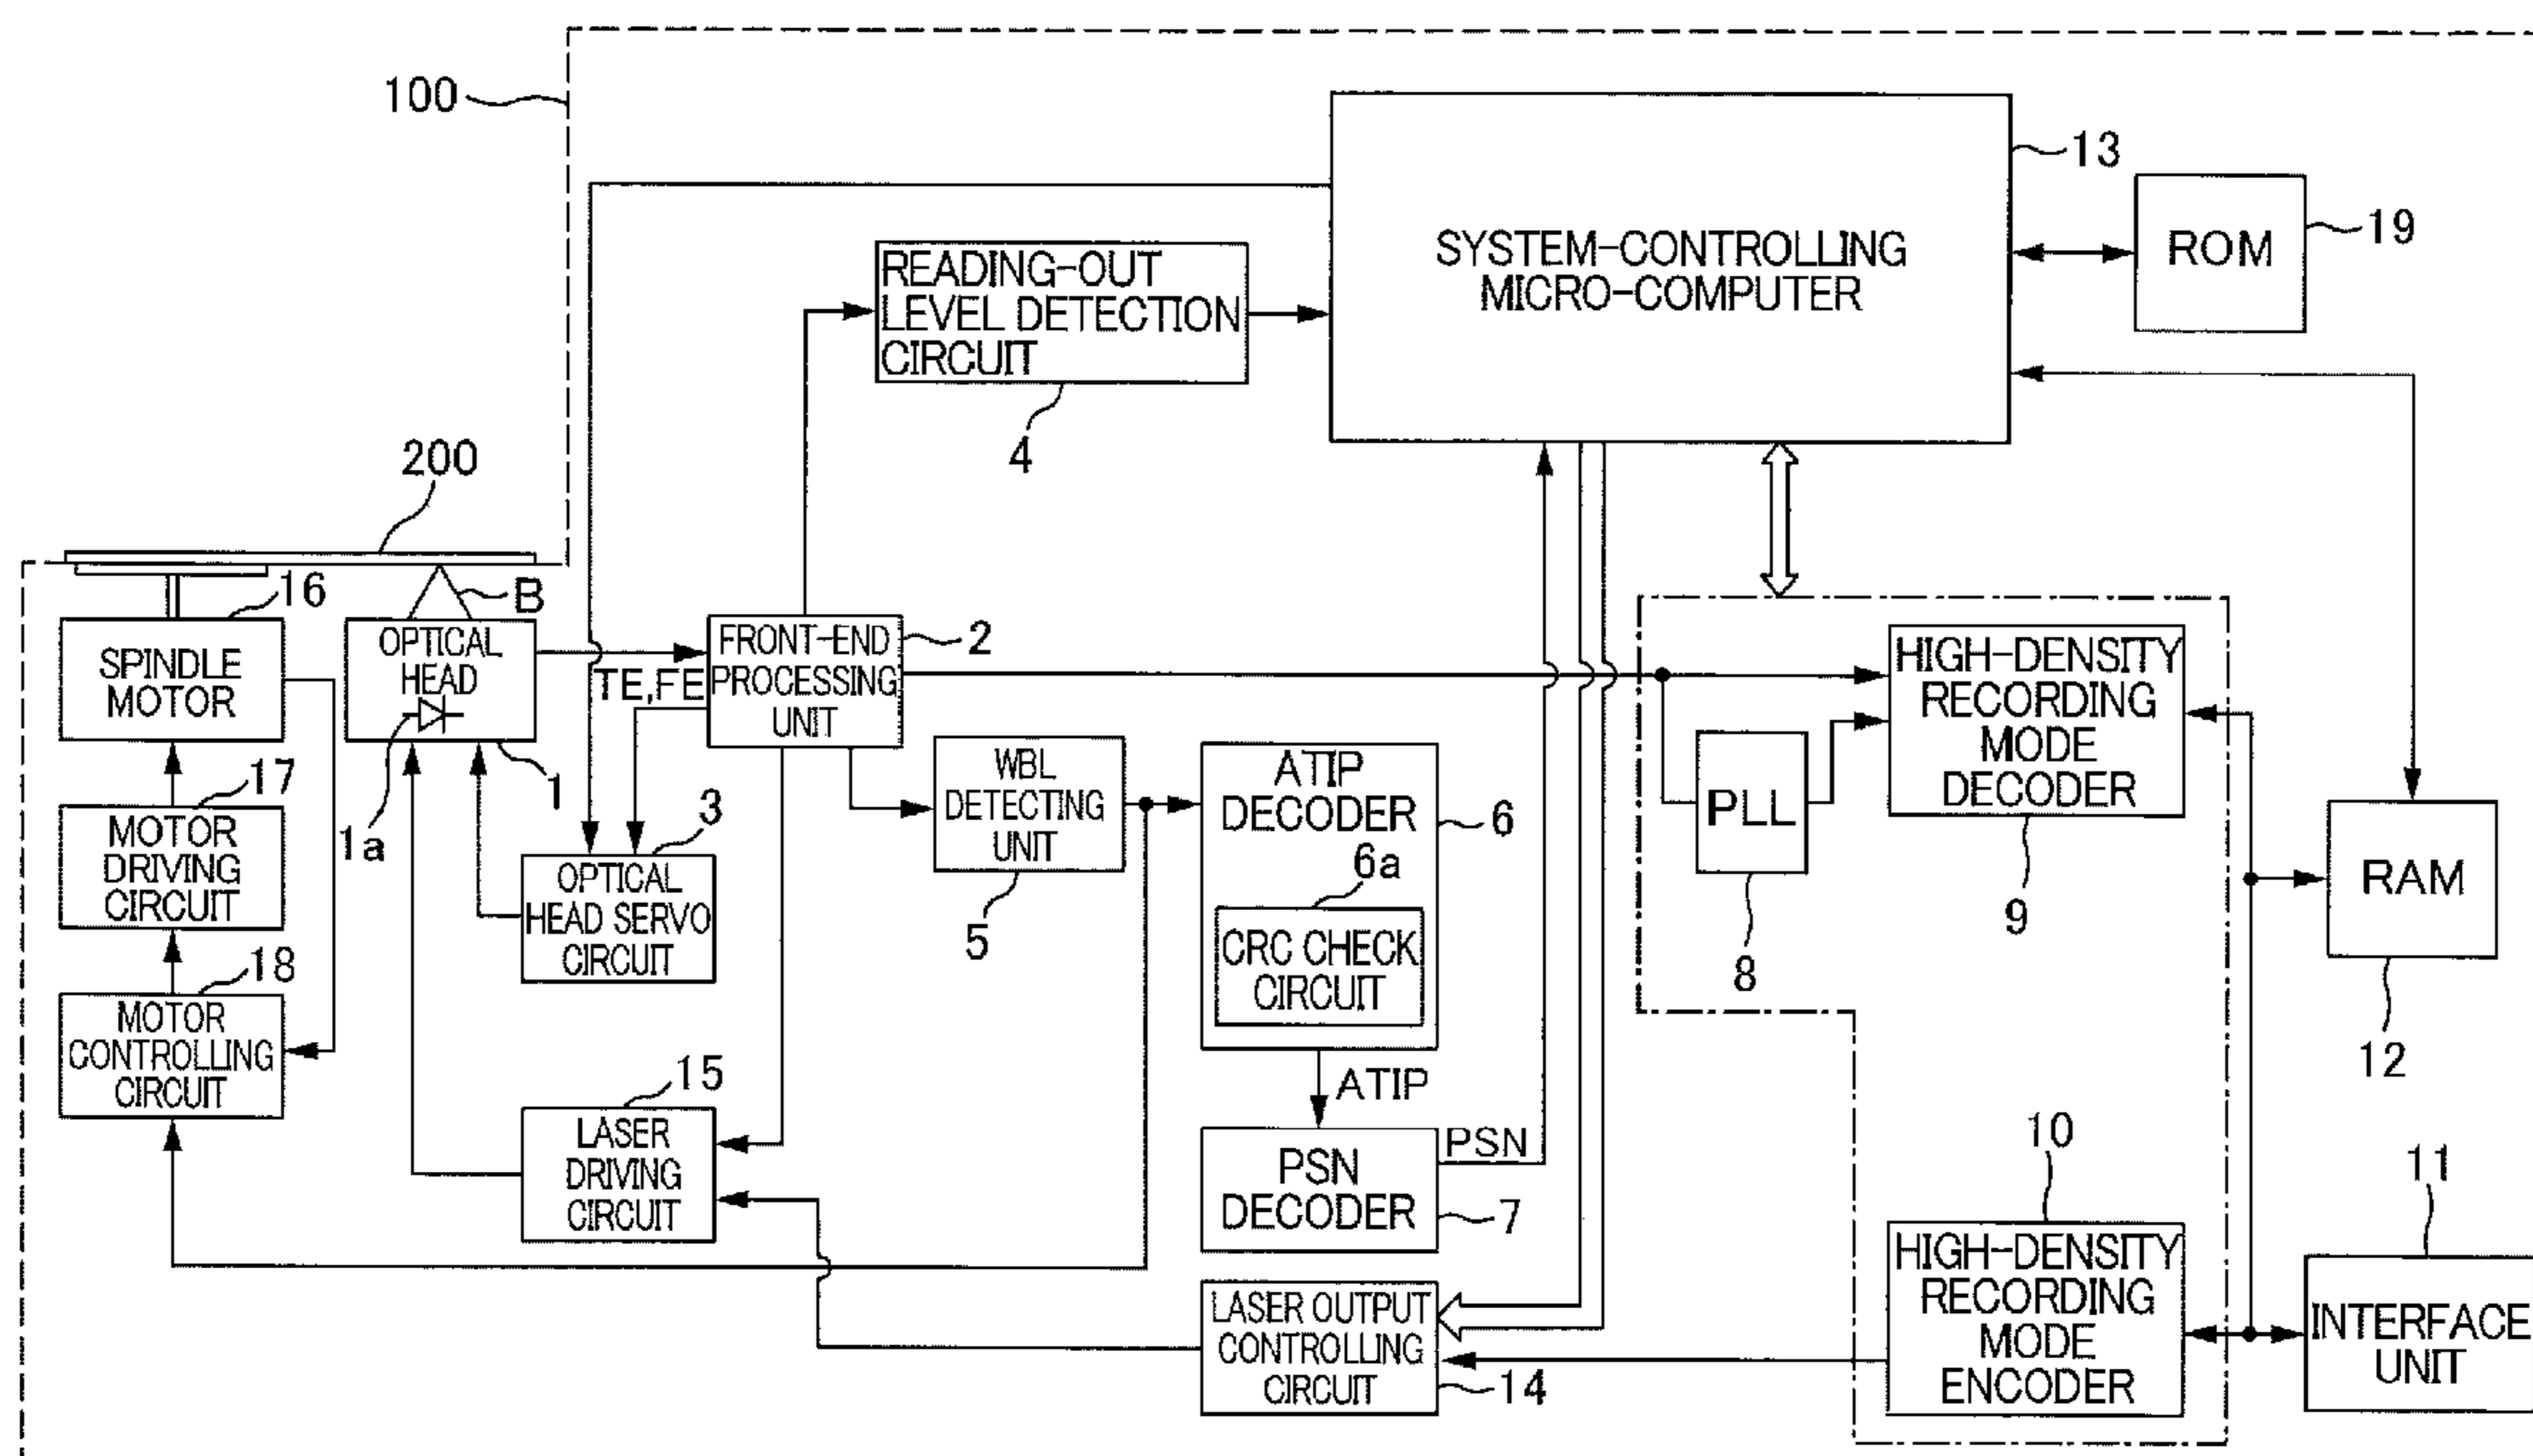 100
SYSTEM-CONTROLLING
MICRO-COMPUTER
13
ROM
19
READING-OUT
LEVEL DETECTION
CIRCUIT
4
200
16
B
SPINDLE
MOTOR
OPTICAL
HEAD
1a
1
TE,FE
FRONT-END
PROCESSING
UNIT
2
17
MOTOR
DRIVING
CIRCUIT
3
OPTICAL
HEAD SERVO
CIRCUIT
WBL
DETECTING
UNIT
5
ATIP
DECODER
6
6a
CRC CHECK
CIRCUIT
PLL
8
HIGH-DENSITY
RECORDING
MODE
DECODER
9
RAM
12
18
MOTOR
CONTROLLING
CIRCUIT
15
LASER
DRIVING
CIRCUIT
ATIP
PSN
DECODER
PSN
7
LASER OUTPUT
CONTROLLING
CIRCUIT
14
10
HIGH-DENSITY
RECORDING
MODE
ENCODER
11
INTERFACE
UNIT